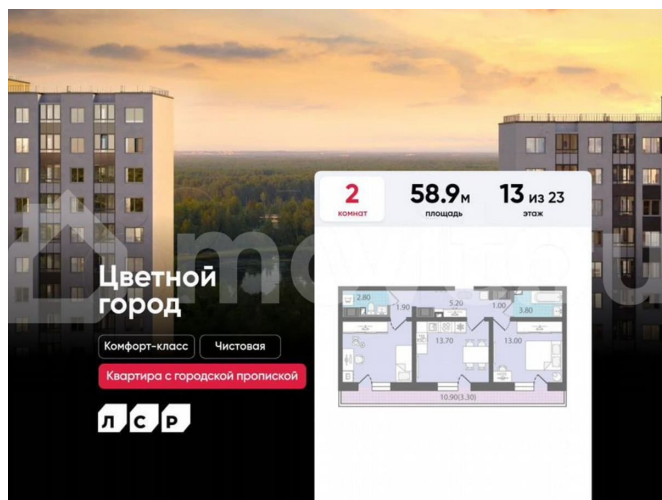 2
комнат
58.9м
площадь
13 из 23
этаж
Цветной
город
Комфорт-класс
Чистовая
Квартира с городской пропиской
ЛСР
2.80
1.90
5.20
1.00
3.80
13.70
13.00
10.90(3.30)